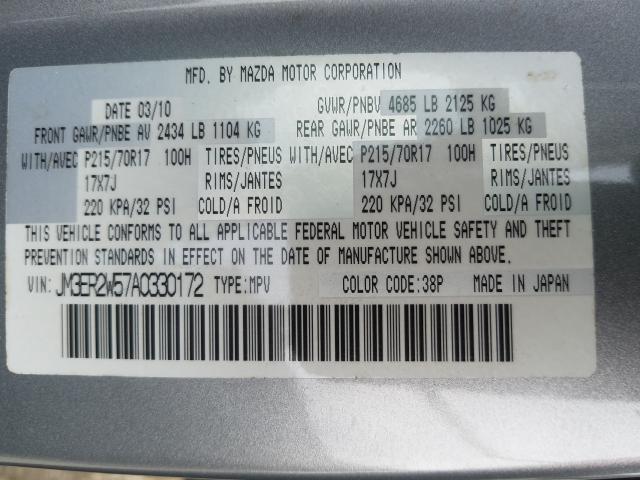 MFD. BY MAZDA MOTOR CORPORATION
DATE 03/10 GVWR/PNBV 4685 LB 2125 KG
FRONT GAWR/PNBE AV 2434 LB 1104 KG REAR GAWR/PNBE AR 2260 LB 1025 KG
WITH/AVEC P215/70R17 100H TIRES/PNEUS WITH/AVEC P215/70R17 100H TIRES/PNEUS
17X7J RIMS/JANTES 17X7J RIMS/JANTES
220 KPA/32 PSI COLD/A FROID 220 KPA/32 PSI COLD/A FROID
THIS VEHICLE CONFORMS TO ALL APPLICABLE FEDERAL MOTOR VEHICLE SAFETY AND THEFT
PREVENTION STANDARDS IN EFFECT ON THE DATE OF MANUFACTURE SHOWN ABOVE.
VIN: JM3ER2W57A0330172 TYPE:MPV COLOR CODE:38P MADE IN JAPAN